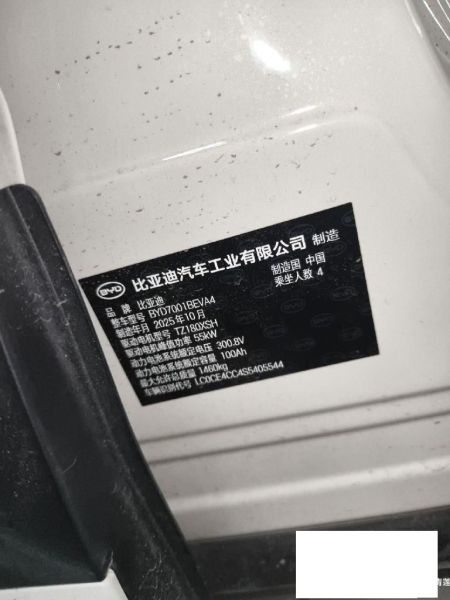 BYD 比亚迪汽车工业有限公司 制造
品牌 比亚迪
制造国 中国
整车型号 BYD7001BEVA4
乘坐人数 4
制造年月 2025年10月
驱动电机型号 TZ180XSH
驱动电机峰值功率 55kW
动力电池系统额定电压 300.8V
动力电池系统额定容量 100Ah
最大允许总质量 1460kg
车辆识别代号 LC0CE4CC4S5405544